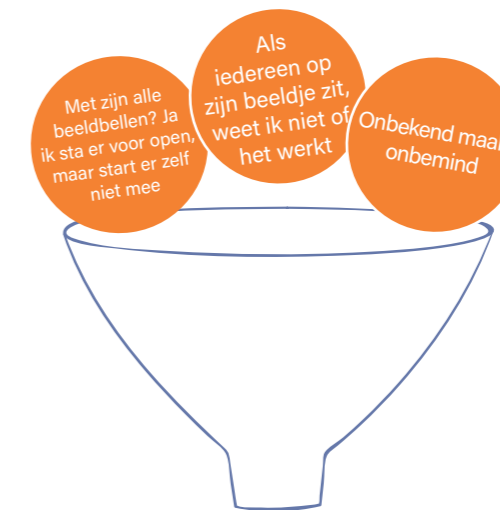 Met zijn alle
beeldbellen? Ja
ik sta er voor open,
maar start er zelf
niet mee
Als
iedereen op
zijn beeldje zit,
weet ik niet of
het werkt
Onbekend maar
onbemind